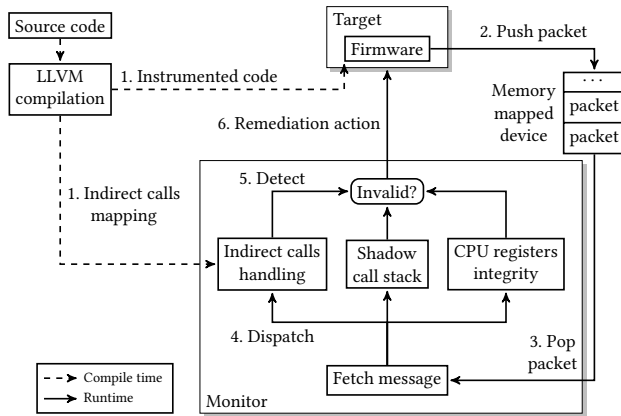 Source code
Target
Firmware
2. Push packet
LLVM
compilation
1. Instrumented code
Memory
mapped
device
· · ·
packet
packet
6. Remediation action
1. Indirect calls
mapping
5. Detect
Invalid?
Indirect calls
handling
Shadow
call stack
CPU registers
integrity
4. Dispatch
3. Pop
packet
Fetch message
Monitor
Compile time
Runtime